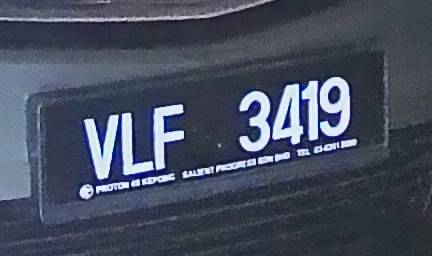 VLF 3419
PROTON KEPONG SALIENT PROGRESS SDN BHD TEL